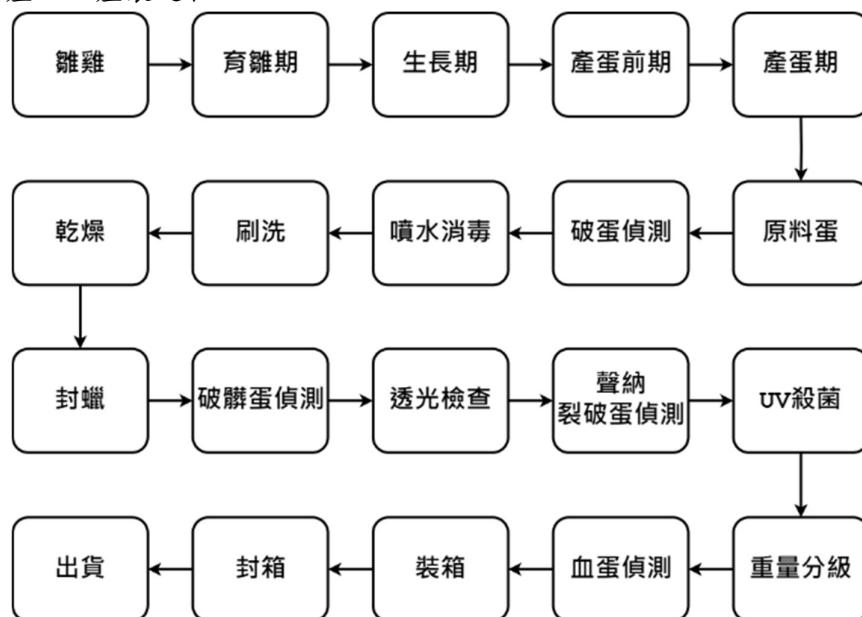 雛雞
育雛期
生長期
產蛋前期
產蛋期
原料蛋
破蛋偵測
噴水消毒
刷洗
乾燥
封蠟
破髒蛋偵測
透光檢查
聲納
裂破蛋偵測
UV殺菌
重量分級
血蛋偵測
裝箱
封箱
出貨